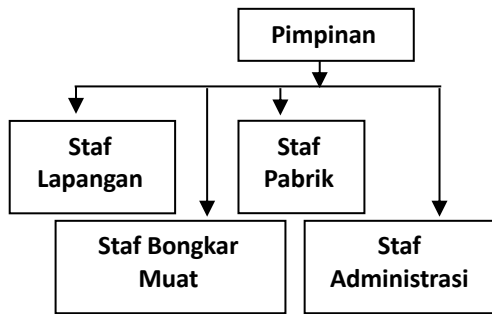 Pimpinan
Staf
Lapangan
Staf
Pabrik
Staf Bongkar
Muat
Staf
Administrasi